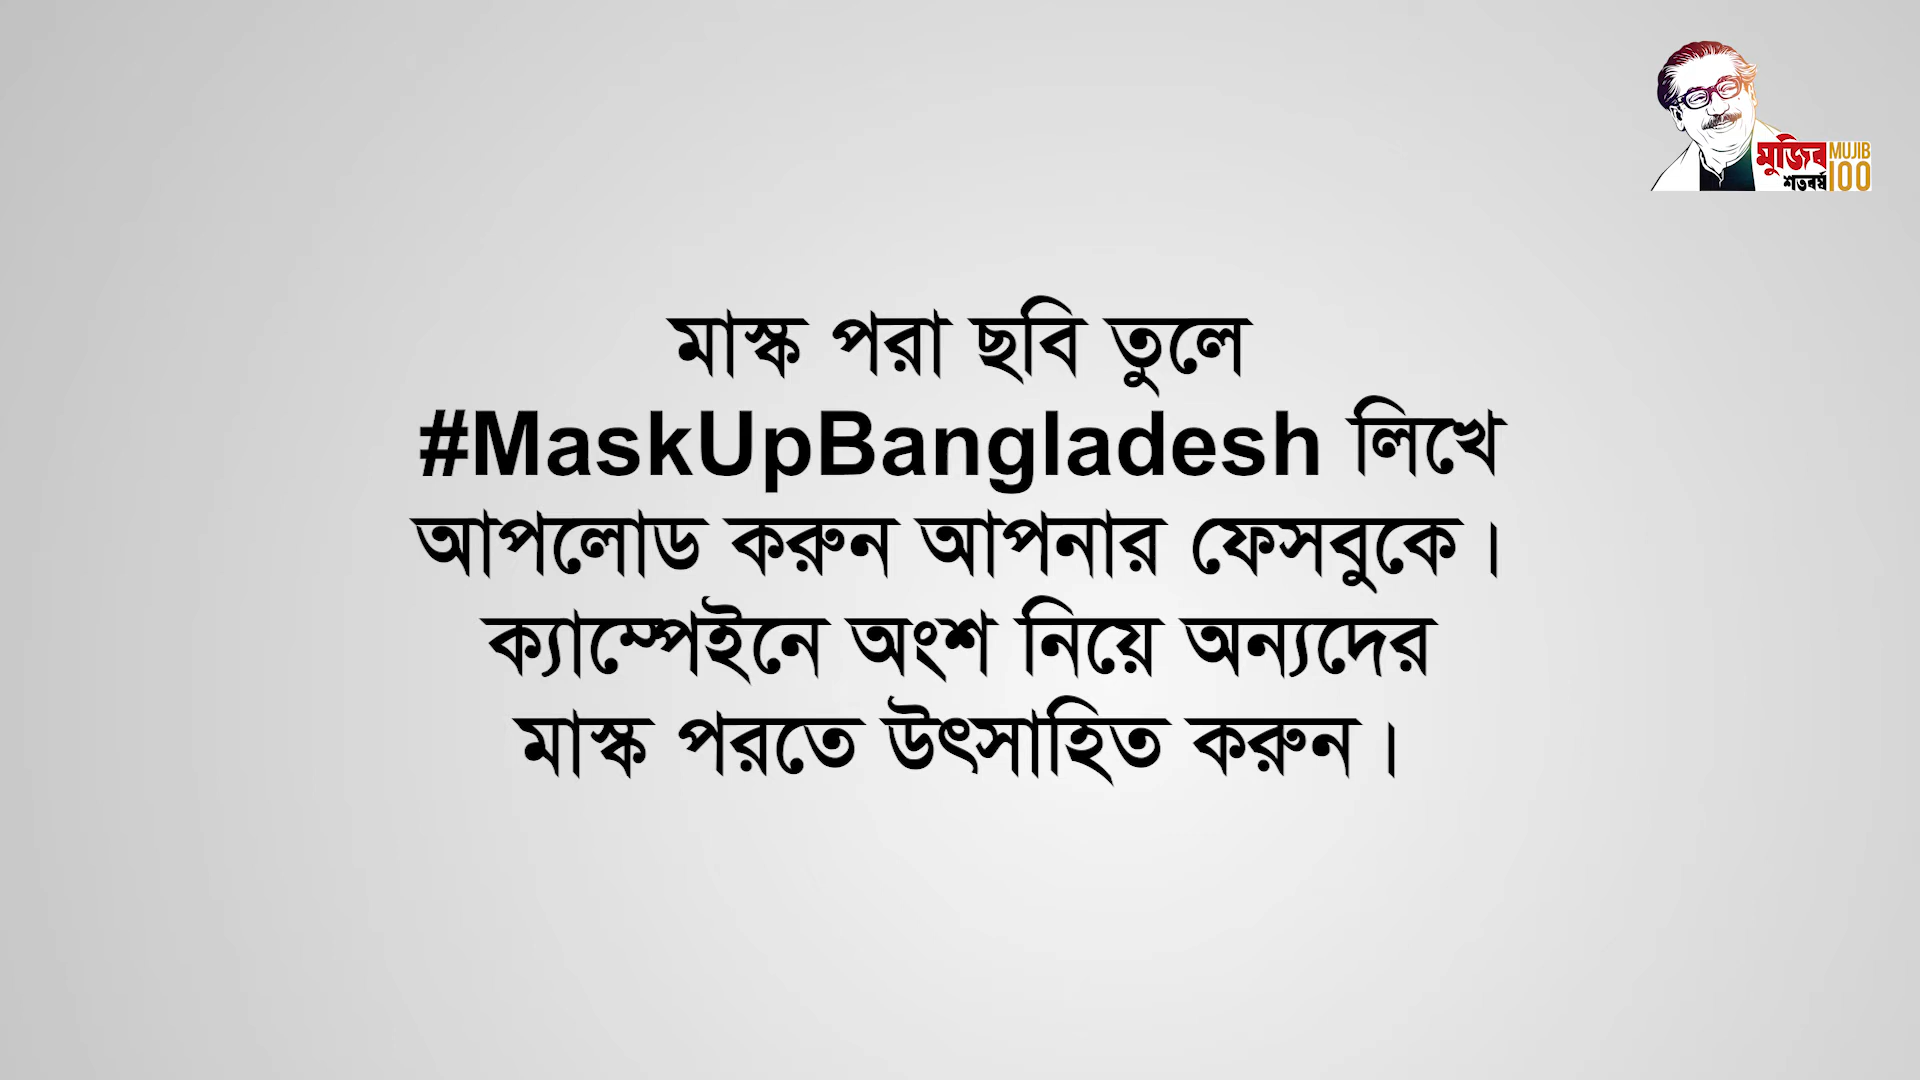 মুজিব MUJIB
শতবর্ষ 100
মাস্ক পরা ছবি তুলে
#MaskUpBangladesh লিখে
আপলোড করুন আপনার ফেসবুকে।
ক্যাম্পেইনে অংশ নিয়ে অন্যদের
মাস্ক পরতে উৎসাহিত করুন।